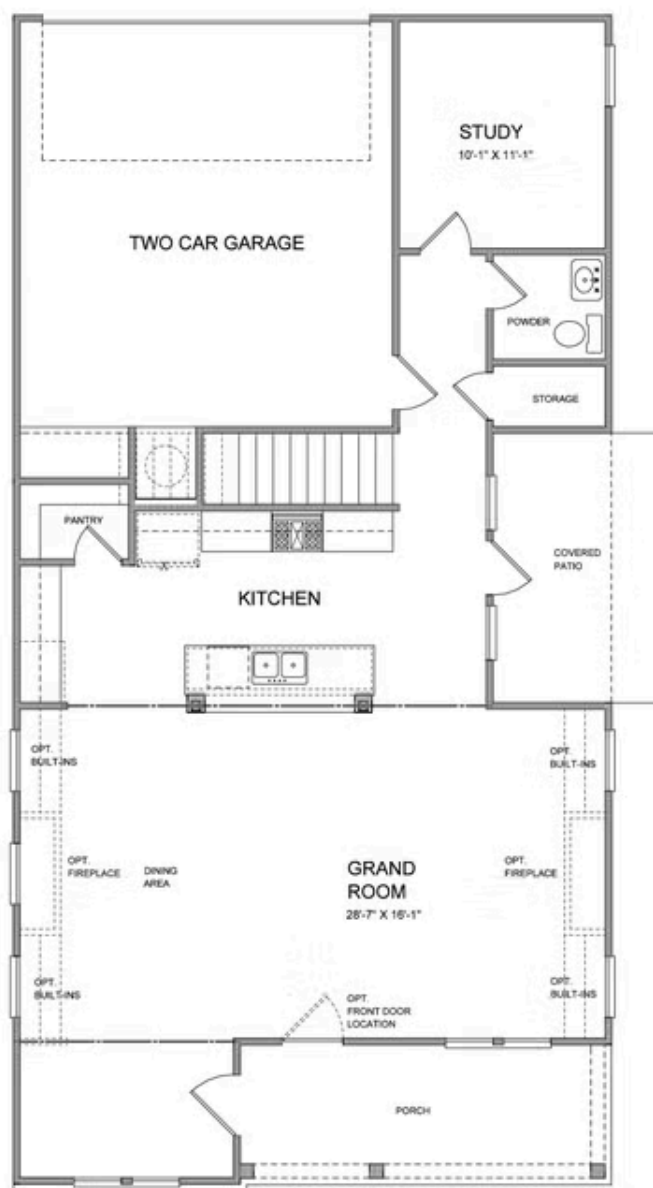 STUDY
10'-1" X 11'-1"
TWO CAR GARAGE
POWDER
STORAGE
PANTRY
COVERED
PATIO
KITCHEN
OPT.
BUILT-INS
OPT.
BUILT-INS
OPT.
FIREPLACE
DINING
AREA
GRAND
ROOM
28'-7" X 16'-1"
OPT.
FIREPLACE
OPT.
BUILT-INS
OPT.
FRONT DOOR
LOCATION
OPT.
BUILT-INS
PORCH